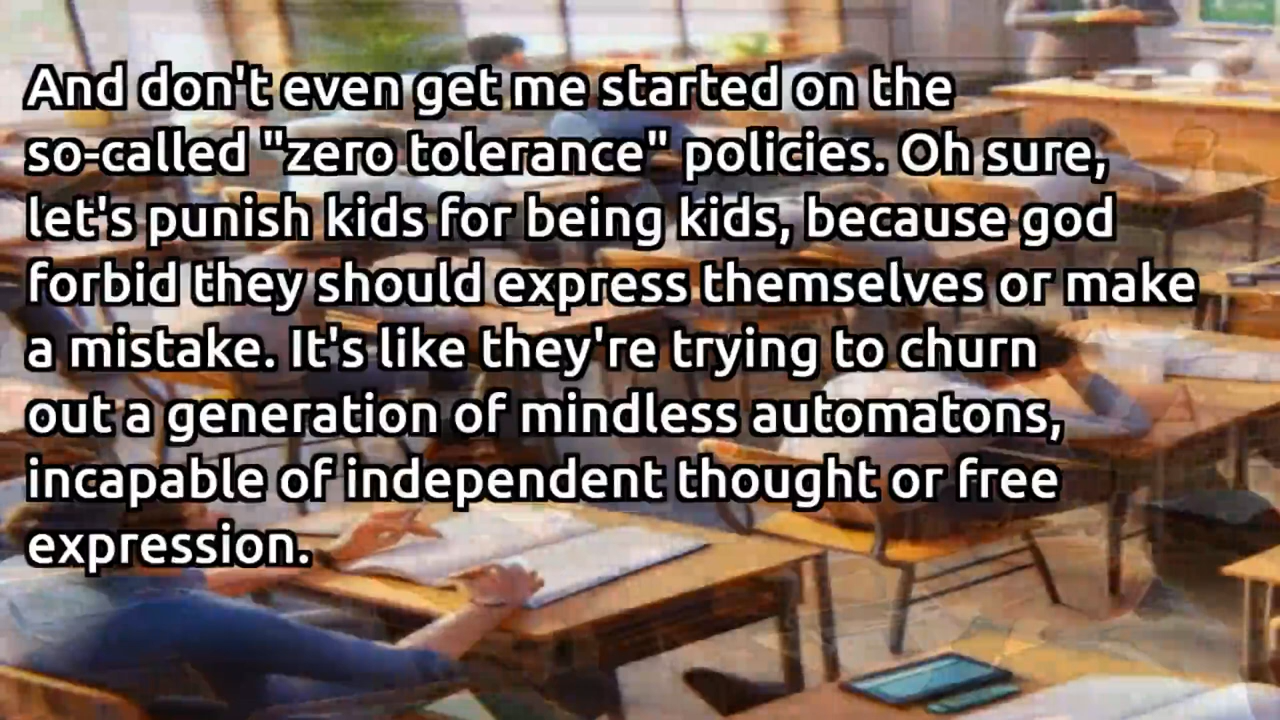 And don't even get me started on the
so-called "zero tolerance" policies. Oh sure,
let's punish kids for being kids, because god
forbid they should express themselves or make
a mistake. It's like they're trying to churn
out a generation of mindless automatons,
incapable of independent thought or free
expression.